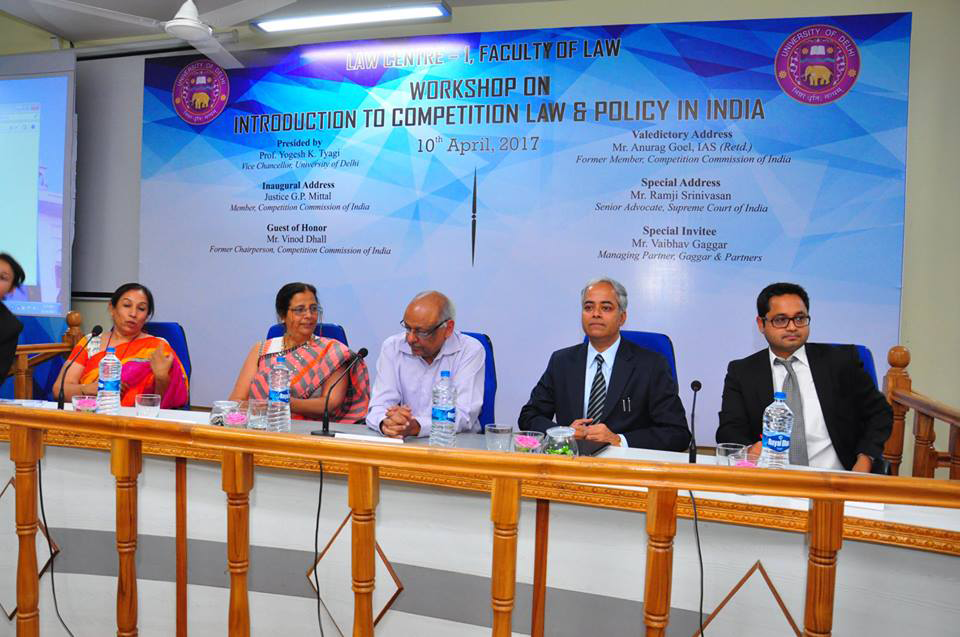 LAW CENTRE – I, FACULTY OF LAW
WORKSHOP ON
INTRODUCTION TO COMPETITION LAW & POLICY IN INDIA
10th April, 2017
Presided by
Prof. Yogesh K. Tyagi
Vice Chancellor, University of Delhi
Inaugural Address
Justice G.P. Mittal
Member, Competition Commission of India
Guest of Honor
Mr. Vinod Dhall
Former Chairperson, Competition Commission of India
Valedictory Address
Mr. Anurag Goel, IAS (Retd.)
Former Member, Competition Commission of India
Special Address
Mr. Ramji Srinivasan
Senior Advocate, Supreme Court of India
Special Invitee
Mr. Vaibhav Gaggar
Managing Partner, Gaggar & Partners
UNIVERSITY OF DELHI
UNIVERSITY OF DELHI